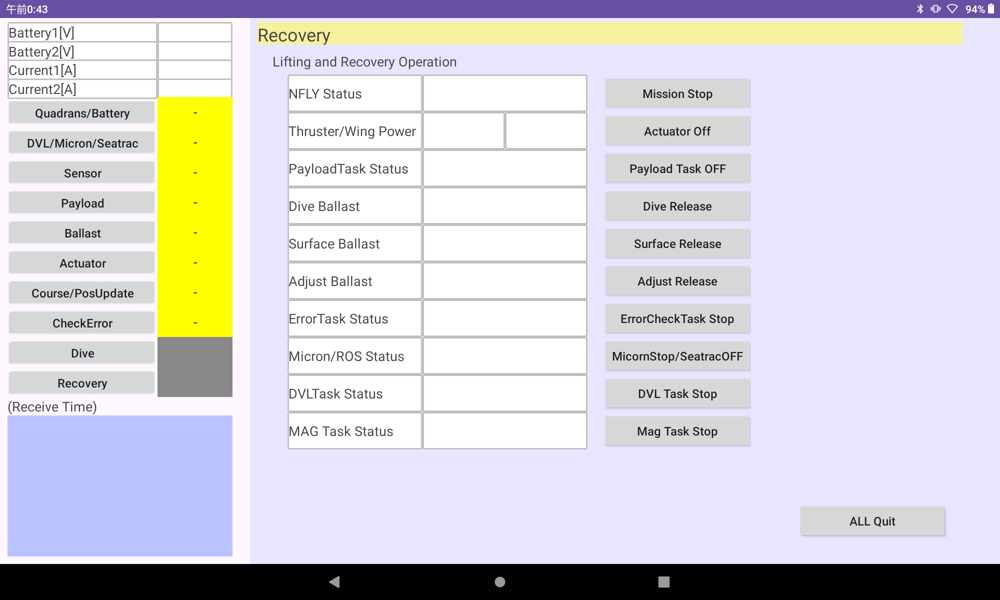 午前0:43 94%
Battery1[V]
Battery2[V]
Current1[A]
Current2[A]
Quadrans/Battery -
DVL/Micron/Seatrac -
Sensor -
Payload -
Ballast -
Actuator -
Course/PosUpdate -
CheckError -
Dive
Recovery
(Receive Time)
Recovery
Lifting and Recovery Operation
NFLY Status Mission Stop
Thruster/Wing Power Actuator Off
PayloadTask Status Payload Task OFF
Dive Ballast Dive Release
Surface Ballast Surface Release
Adjust Ballast Adjust Release
ErrorTask Status ErrorCheckTask Stop
Micron/ROS Status MicornStop/SeatracOFF
DVLTask Status DVL Task Stop
MAG Task Status Mag Task Stop
ALL Quit